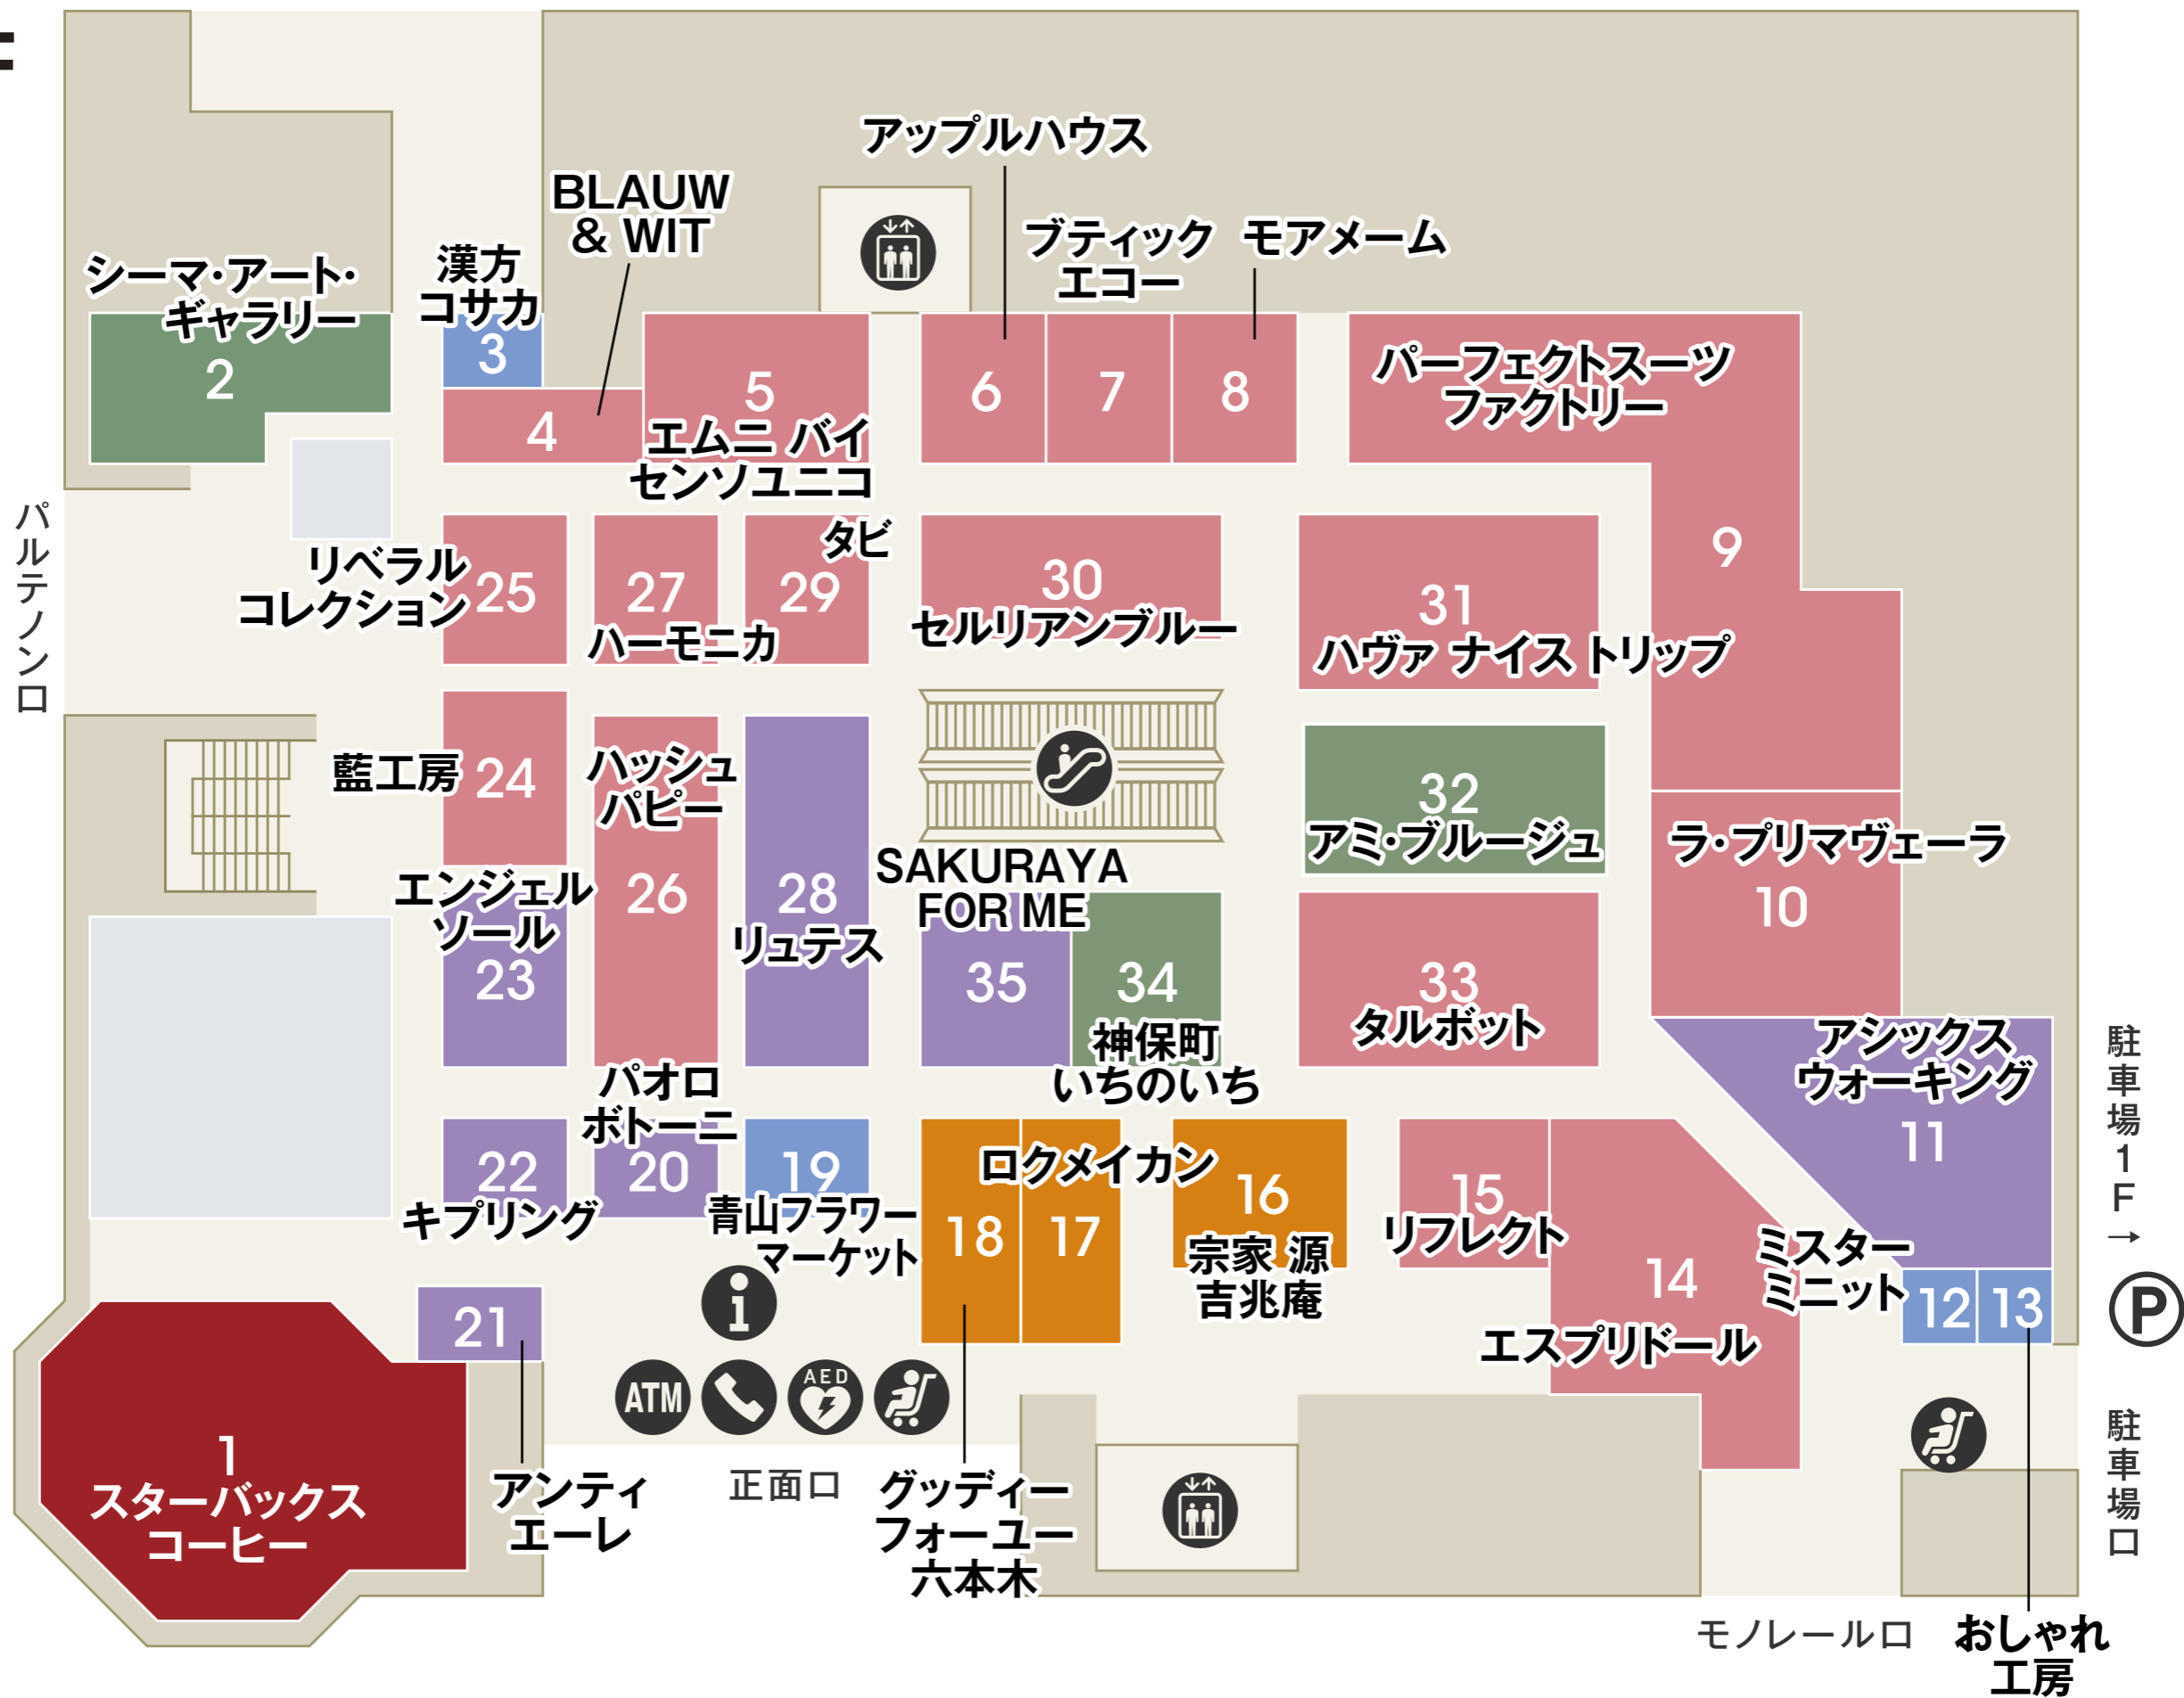 アップルハウス
BLAUW
& WIT
ブティック
エコー
モアメーム
シーマ・アート・
ギャラリー
2
漢方
コサカ
3
4
5
エムニ バイ
センソユニコ
6
7
8
パーフェクトスーツ
ファクトリー
9
パルテノン口
リベラル
コレクション
25
27
ハーモニカ
タビ
29
30
セルリアンブルー
31
ハヴァ ナイス トリップ
藍工房
24
ハッシュ
パピー
26
28
リュテス
32
アミ・ブルージュ
ラ・プリマヴェーラ
10
エンジェル
ソール
23
SAKURAYA
FOR ME
35
34
神保町
いちのいち
33
タルボット
アシックス
ウォーキング
11
駐車場1F→
P
パオロ
ボトーニ
20
22
キプリング
19
青山フラワー
マーケット
ロクメイカン
18
17
16
宗家 源
吉兆庵
15
リフレクト
14
エスプリドール
ミスター
ミニット
12
13
21
i
ATM
AED
1
スターバックス
コーヒー
アンティ
エーレ
正面口
グッディー
フォーユー
六本木
駐車場口
モノレール口
おしゃれ
工房